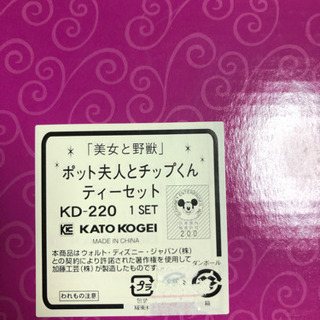 「美女と野獣」
ポット夫人とチップくん
ティーセット
KD-220 1 SET
KATO KOGEI
MADE IN CHINA
本商品はウォルト・ディズニー・ジャパン(株)
との契約により許諾された著作権を使用して
加藤工芸(株)が製造したものです。
ダンボール
われもの注意
箱
200